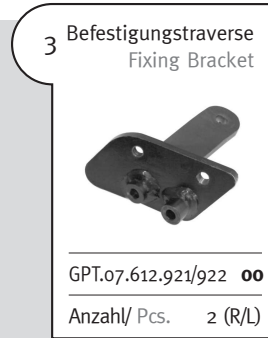 3 Befestigungstraverse
Fixing Bracket
GPT.07.612.921/922 00
Anzahl/ Pcs. 2 (R/L)